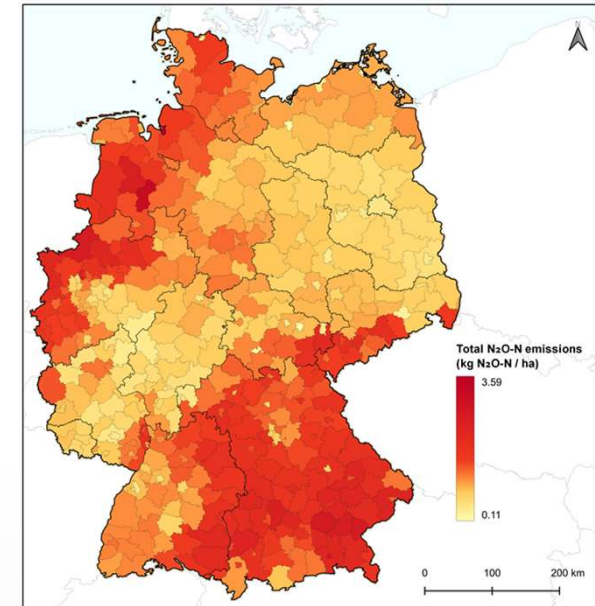 N
Total N₂O-N emissions
(kg N₂O-N / ha)
3.59
0.11
0 100 200 km